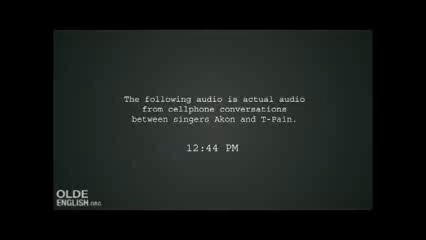 The following audio is actual audio
from cellphone conversations
between singers Akon and T-Pain.
12:44 PM
OLDE
ENGLISH.ORG